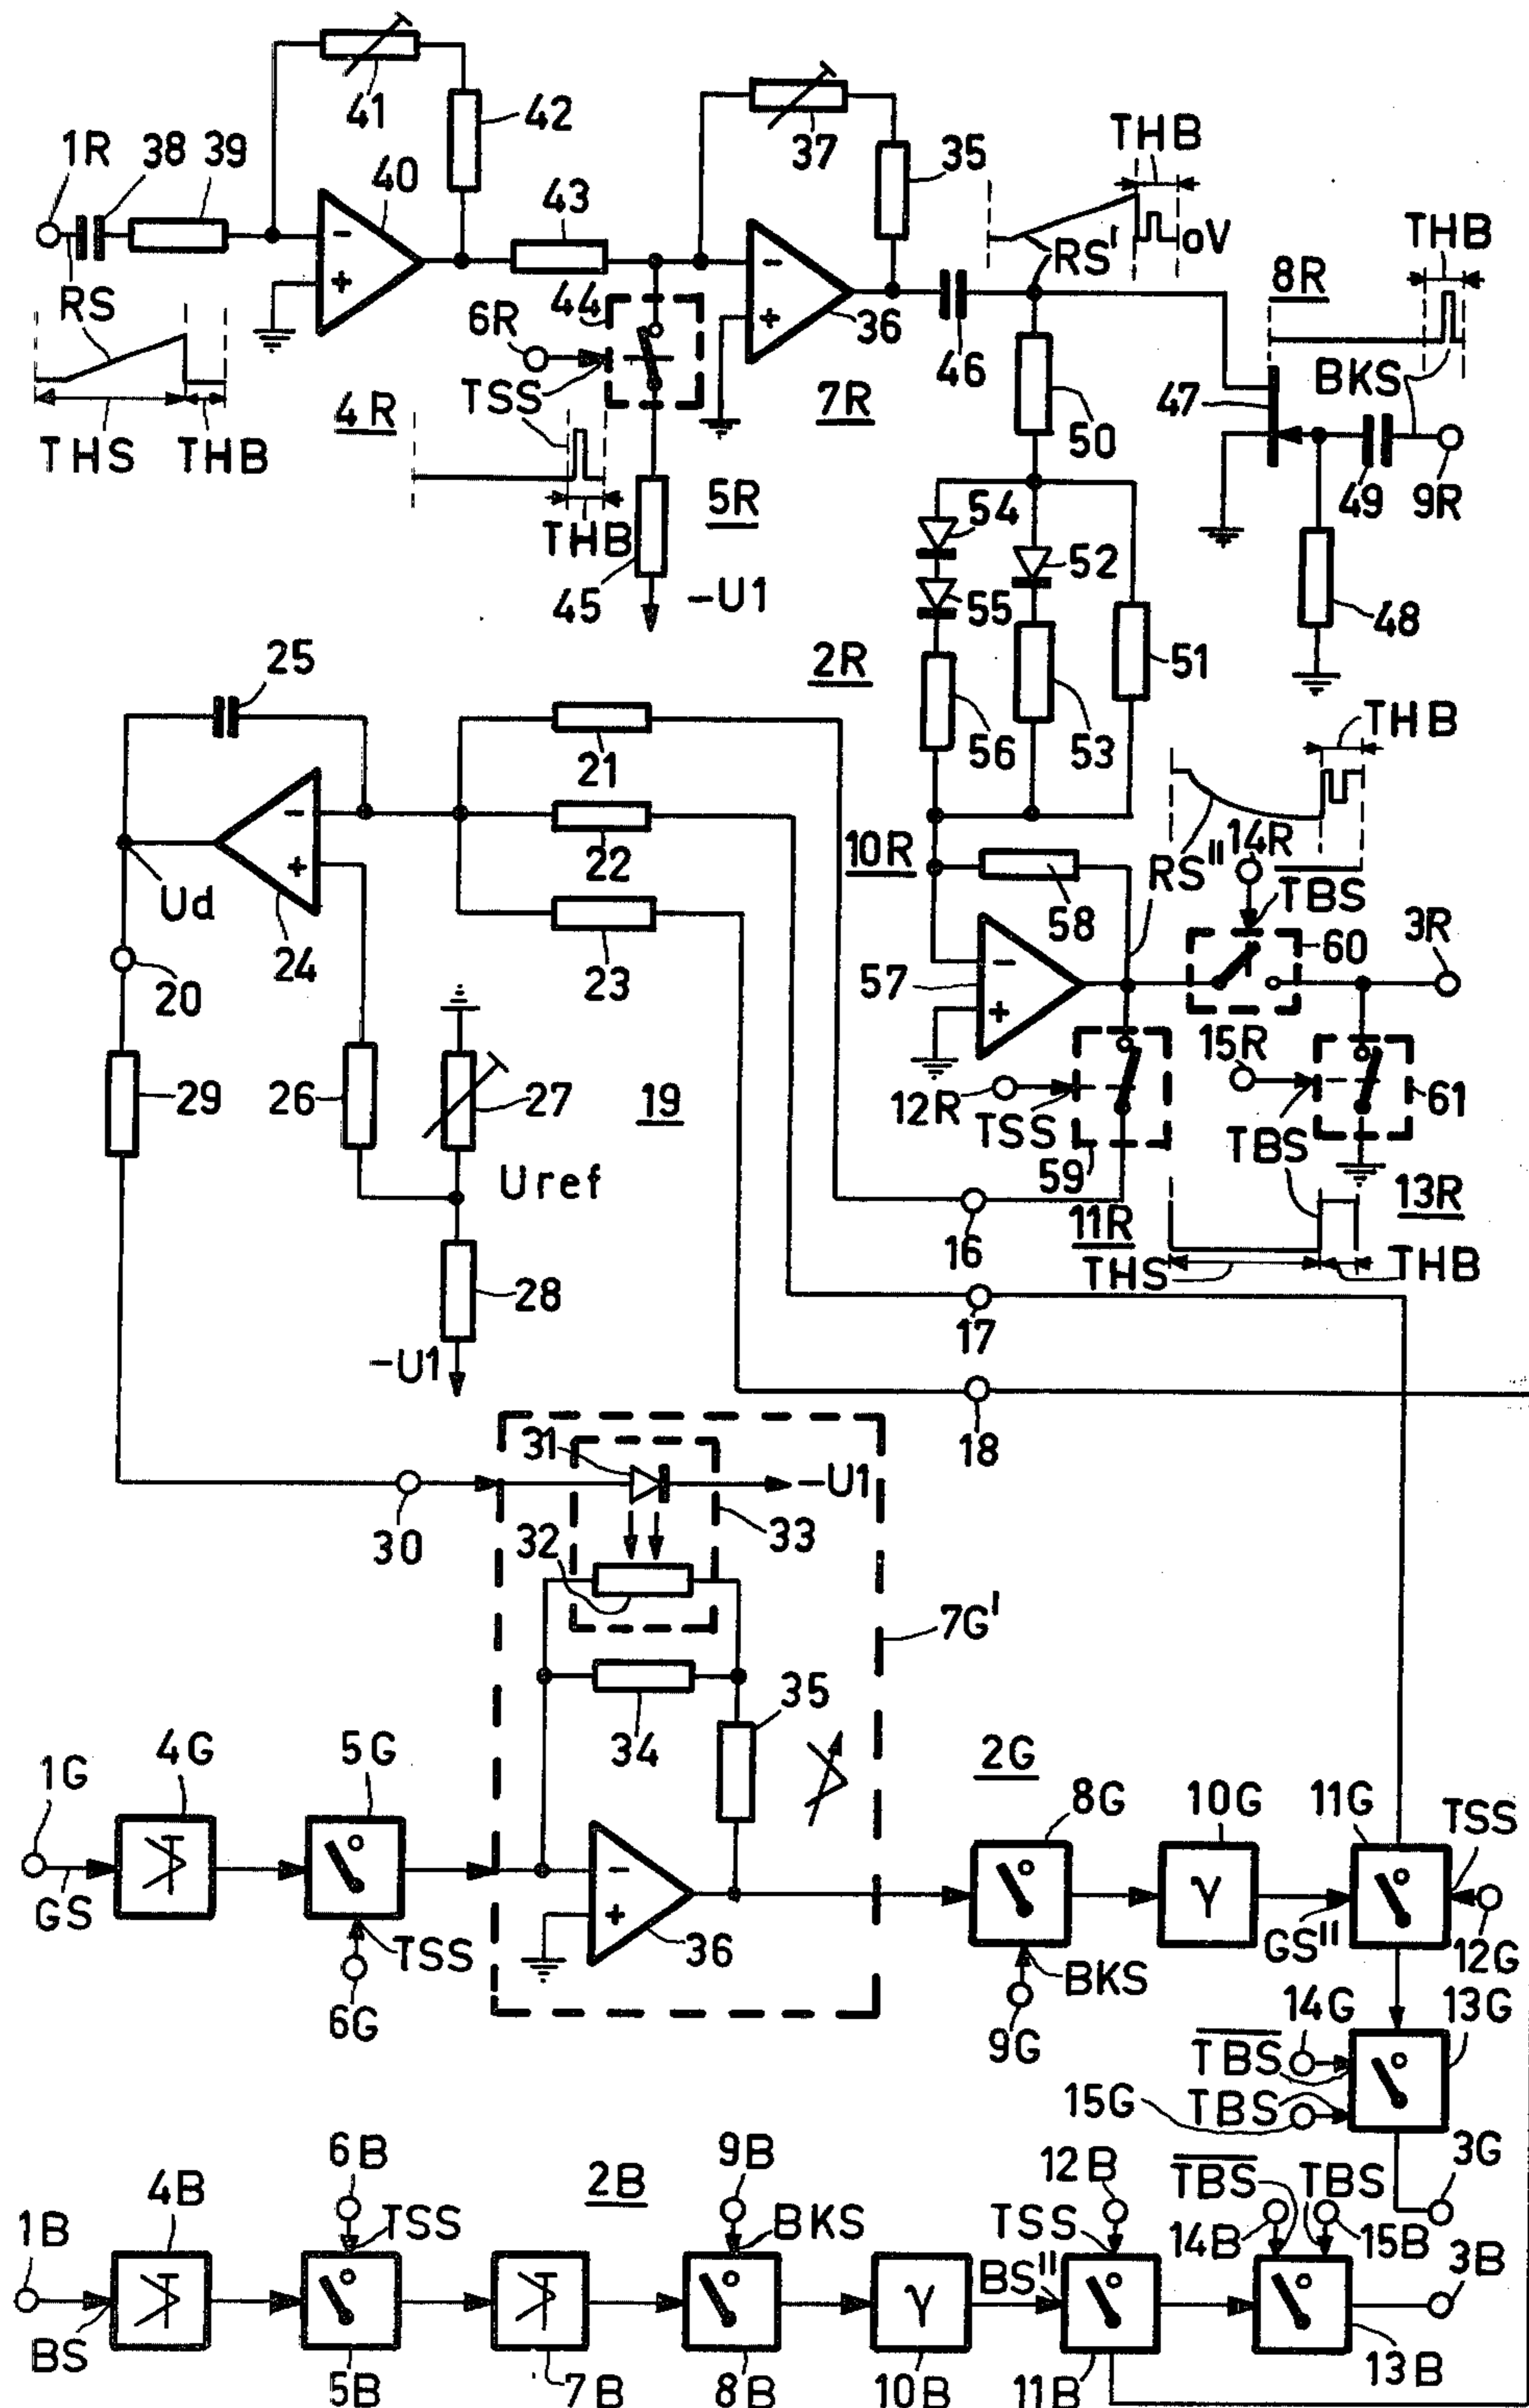 41
42
37
35
THB
1R
38
39
40
43
RS'
oV
THB
8R
RS
44
6R
TSS
4R
36
46
7R
50
BKS
47
49
9R
THS
THB
THB
5R
45
-U1
54
52
55
48
51
2R
25
56
53
THB
21
22
10R
RS"
14R
TBS
58
Ud
24
23
57
60
3R
20
29
26
27
19
12R
TSS
59
15R
TBS
61
Uref
16
11R
13R
THS
THB
28
17
-U1
18
31
-U1
30
32
33
7G'
34
35
1G
4G
5G
2G
8G
10G
11G
TSS
GS
TSS
6G
36
BKS
9G
GS"
12G
14G
13G
TBS
TBS
15G
3G
6B
9B
12B
TBS
TBS
1B
4B
TSS
2B
BKS
TSS
14B
15B
3B
BS
BS"
5B
7B
8B
10B
11B
13B